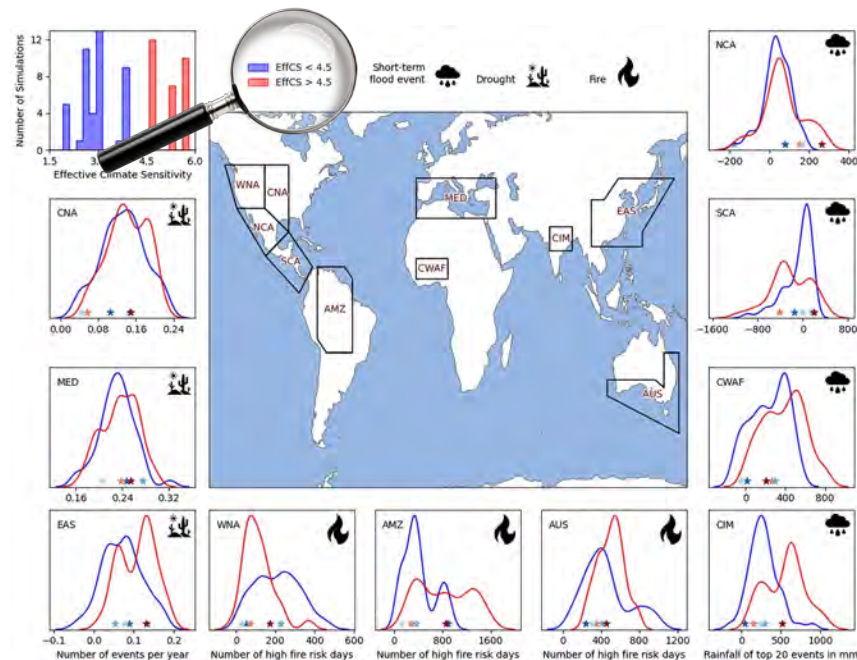 13
12
8
4
0
1.5
3.0
4.5
6.0
Number of Simulations
Effective Climate Sensitivity
EffCS < 4.5
EffCS > 4.5
Short-term
flood event
Drought
Fire
NCA
-200
0
200
400
CNA
0.00
0.08
0.16
0.24
WNA
CNA
NCA
SCA
AMZ
MED
CWAF
CIM
EAS
AUS
SCA
-1600
-800
0
800
MED
0.16
0.24
0.32
CWAF
0
400
800
EAS
-0.1
0.0
0.1
0.2
Number of events per year
WNA
0
200
400
600
Number of high fire risk days
AMZ
0
800
1600
Number of high fire risk days
AUS
0
400
800
1200
Number of high fire risk days
CIM
0
500
1000
Rainfall of top 20 events in mm